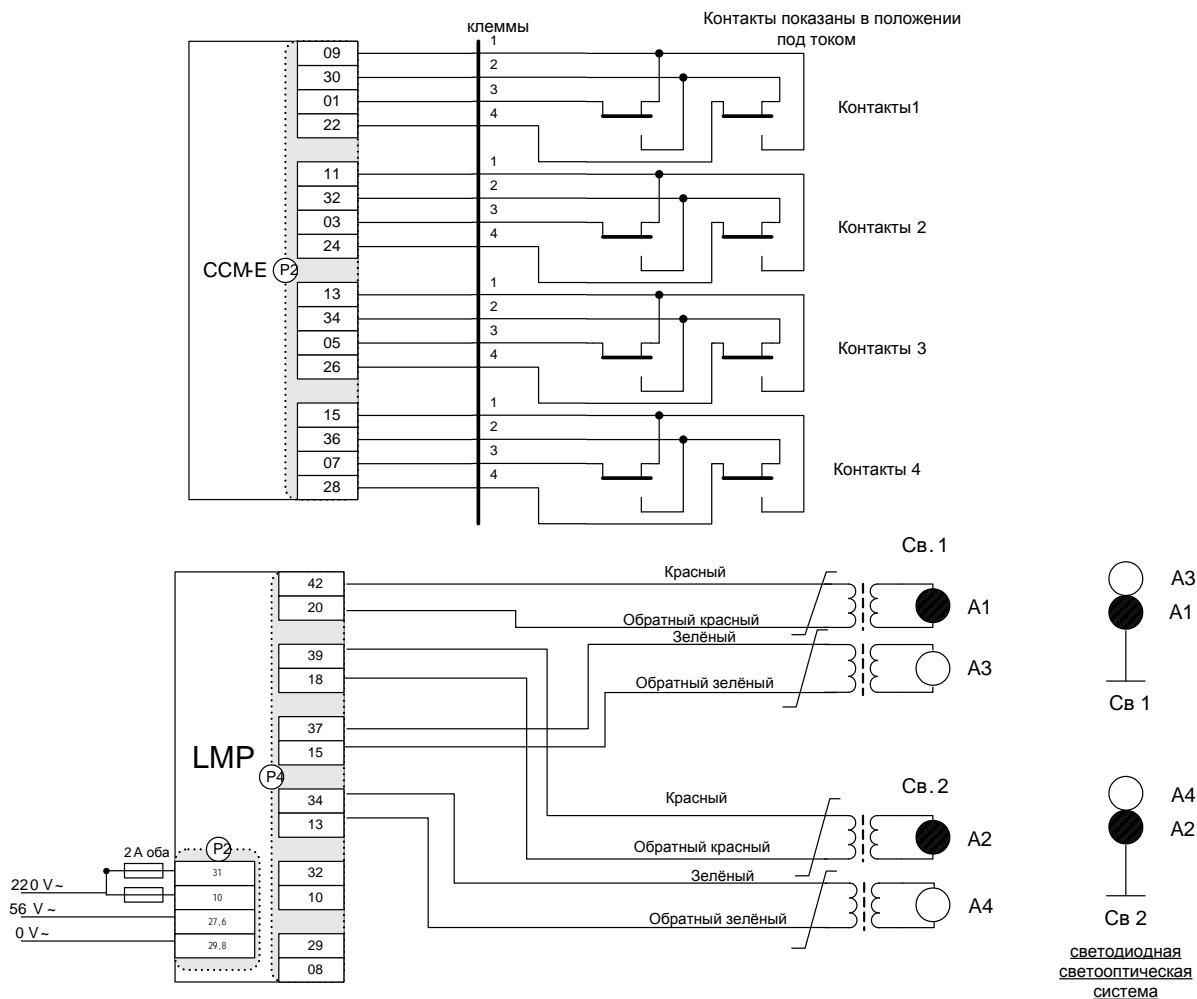 клеммы
Контакты показаны в положении
под током
09
30
01
22
1
2
3
4
Контакты1
11
32
03
24
1
2
3
4
Контакты 2
CCM-E
P2
13
34
05
26
1
2
3
4
Контакты 3
15
36
07
28
1
2
3
4
Контакты 4
Св. 1
42
20
Красный
Обратный красный
A1
39
18
Зелёный
Обратный зелёный
A3
37
15
LMP
P4
34
13
32
10
29
08
Св. 2
Красный
Обратный красный
A2
Зелёный
Обратный зелёный
A4
P2
2 А оба
31
10
27,6
29,8
220 V ~
56 V ~
0 V ~
A3
A1
Св 1
A4
A2
Св 2
светодиодная
светооптическая
система